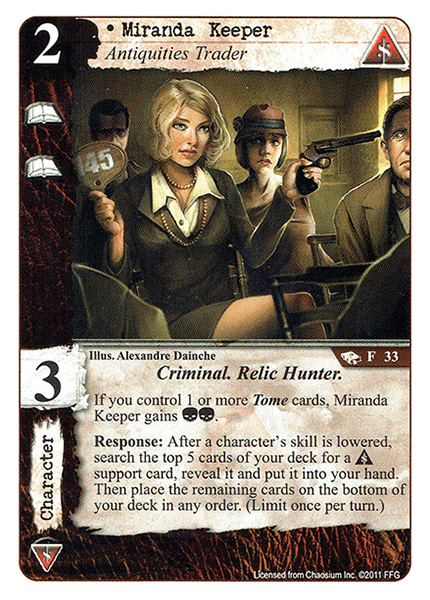 2
• Miranda Keeper
Antiquities Trader
145
Illus. Alexandre Dainche
F 33
3
Criminal. Relic Hunter.
If you control 1 or more Tome cards, Miranda
Keeper gains
Response: After a character's skill is lowered,
search the top 5 cards of your deck for a
support card, reveal it and put it into your hand.
Then place the remaining cards on the bottom of
your deck in any order. (Limit once per turn.)
Character
Licensed from Chaosium Inc. ©2011 FFG